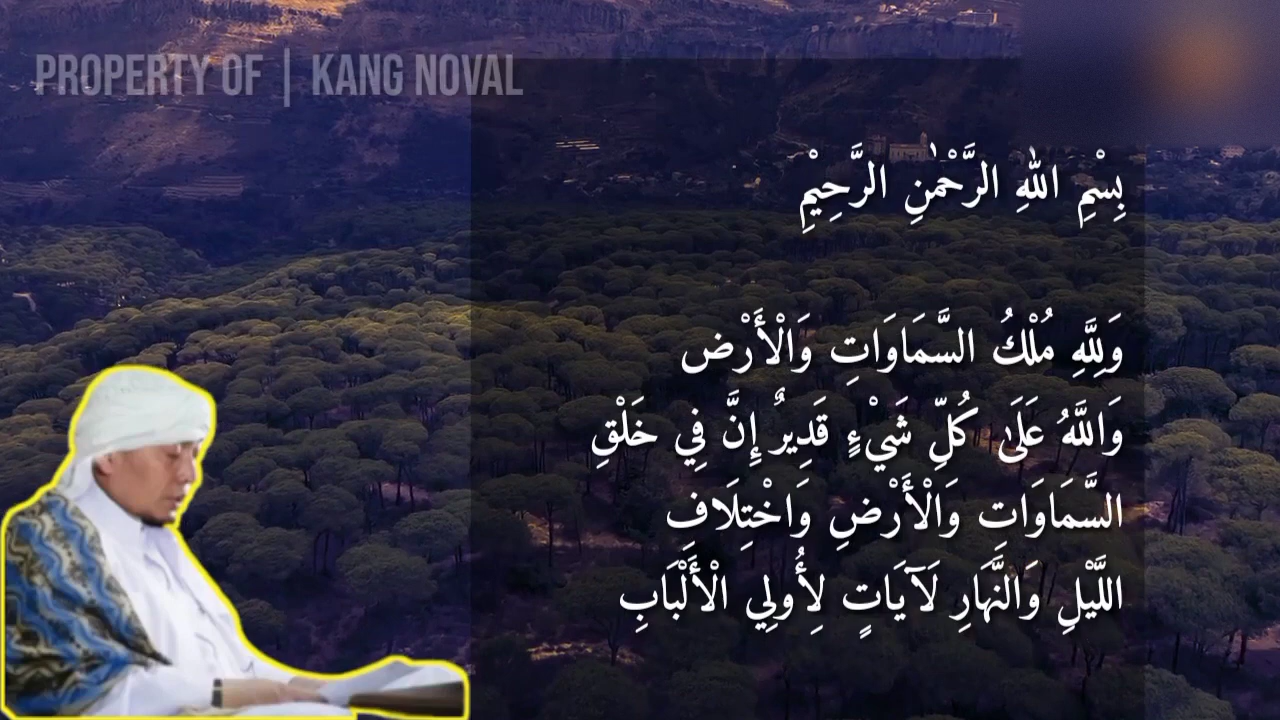 PROPERTY OF | KANG NOVAL
بِسْمِ اللهِ الرَّحْمٰنِ الرَّحِيْمِ
وَلِلَّهِ مُلْكُ السَّمَاوَاتِ وَالْأَرْض
وَاللَّهُ عَلَىٰ كُلِّ شَيْءٍ قَدِيرٌ إِنَّ فِي خَلْقِ
السَّمَاوَاتِ وَالْأَرْضِ وَاخْتِلَافِ
اللَّيْلِ وَالنَّهَارِ لَآيَاتٍ لِأُولِي الْأَلْبَابِ